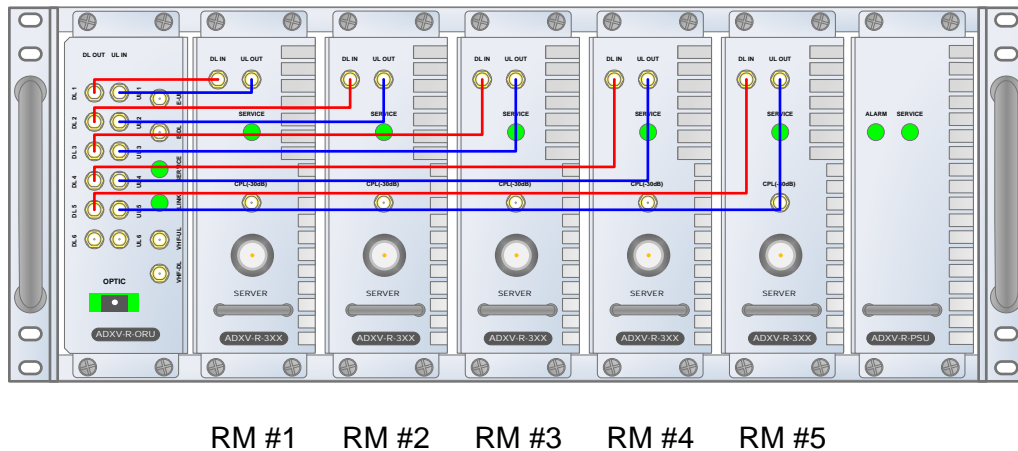 DL OUT UL IN
DL 1
UL 1
E-UL
DL 2
UL 2
E-DL
DL 3
UL 3
SERVICE
DL 4
UL 4
LINK
DL 5
UL 5
DL 6
UL 6
VHF-UL
VHF-DL
OPTIC
ADXV-R-ORU
DL IN UL OUT
SERVICE
CPL(-30dB)
SERVER
ADXV-R-3XX
DL IN UL OUT
SERVICE
CPL(-30dB)
SERVER
ADXV-R-3XX
DL IN UL OUT
SERVICE
CPL(-30dB)
SERVER
ADXV-R-3XX
DL IN UL OUT
SERVICE
CPL(-30dB)
SERVER
ADXV-R-3XX
DL IN UL OUT
SERVICE
CPL(-30dB)
SERVER
ADXV-R-3XX
ALARM SERVICE
ADXV-R-PSU
RM #1 RM #2 RM #3 RM #4 RM #5